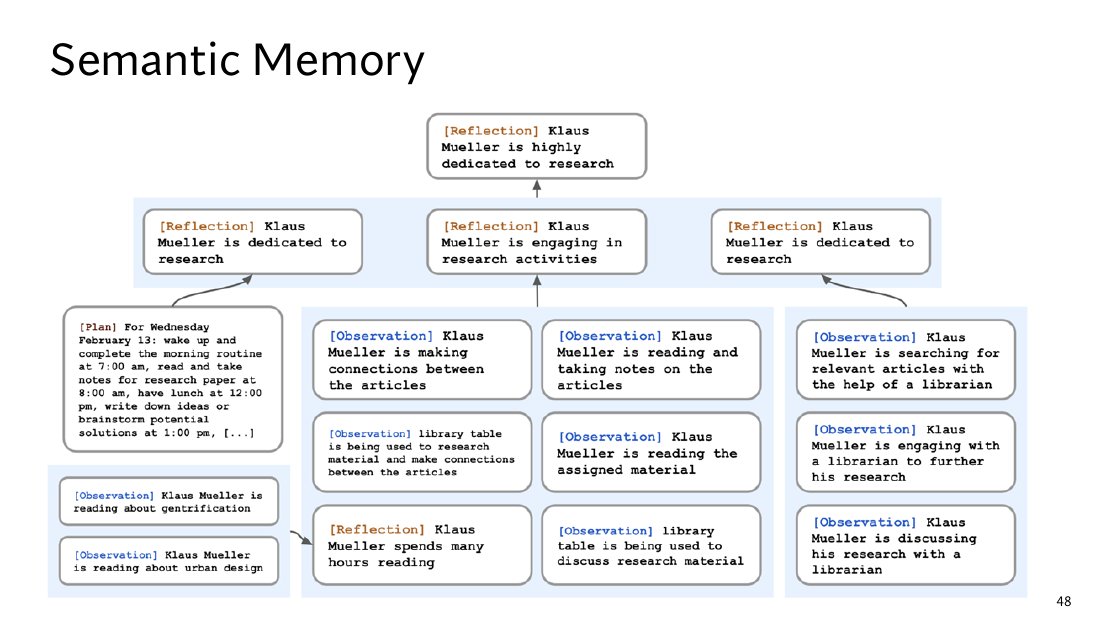 Semantic Memory
[Reflection] Klaus
Mueller is highly
dedicated to research
[Reflection] Klaus
Mueller is dedicated to
research
[Reflection] Klaus
Mueller is engaging in
research activities
[Reflection] Klaus
Mueller is dedicated to
research
[Plan] For Wednesday
February 13: wake up and
complete the morning routine
at 7:00 am, read and take
notes for research paper at
8:00 am, have lunch at 12:00
pm, write down ideas or
brainstorm potential
solutions at 1:00 pm, [...]
[Observation] Klaus Mueller is
reading about gentrification
[Observation] Klaus Mueller
is reading about urban design
[Observation] Klaus
Mueller is making
connections between
the articles
[Observation] Klaus
Mueller is reading and
taking notes on the
articles
[Observation] library table
is being used to research
material and make connections
between the articles
[Observation] Klaus
Mueller is reading the
assigned material
[Reflection] Klaus
Mueller spends many
hours reading
[Observation] library
table is being used to
discuss research material
[Observation] Klaus
Mueller is searching for
relevant articles with
the help of a librarian
[Observation] Klaus
Mueller is engaging with
a librarian to further
his research
[Observation] Klaus
Mueller is discussing
his research with a
librarian
48